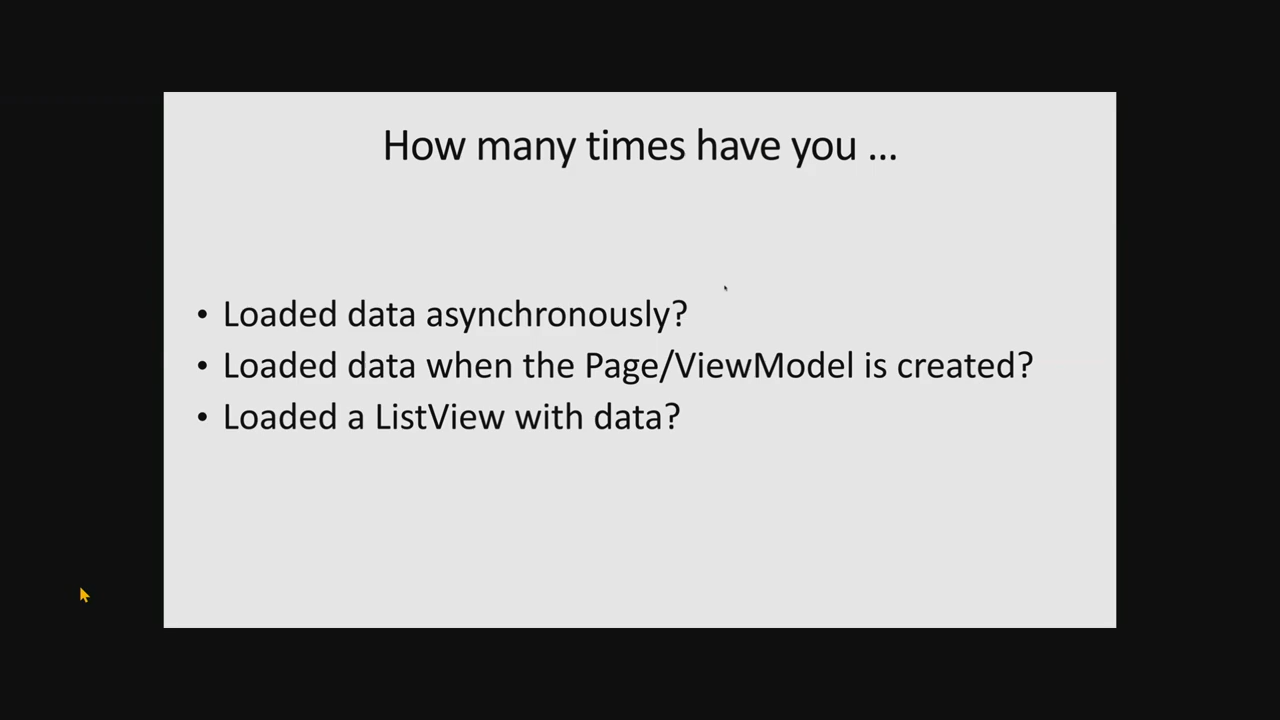 How many times have you ...
• Loaded data asynchronously?
• Loaded data when the Page/ViewModel is created?
• Loaded a ListView with data?